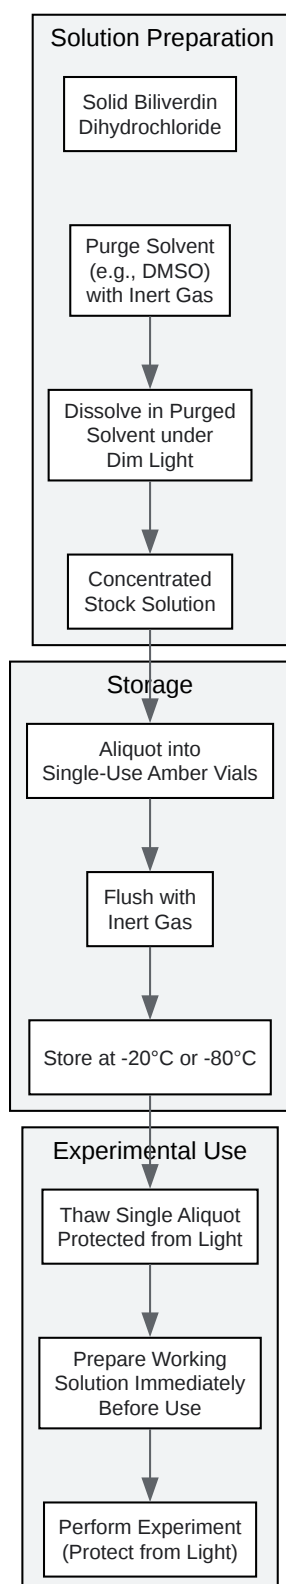 Solution Preparation
Solid Biliverdin
Dihydrochloride
Purge Solvent
(e.g., DMSO)
with Inert Gas
Dissolve in Purged
Solvent under
Dim Light
Concentrated
Stock Solution
Storage
Aliquot into
Single-Use Amber Vials
Flush with
Inert Gas
Store at -20°C or -80°C
Experimental Use
Thaw Single Aliquot
Protected from Light
Prepare Working
Solution Immediately
Before Use
Perform Experiment
(Protect from Light)